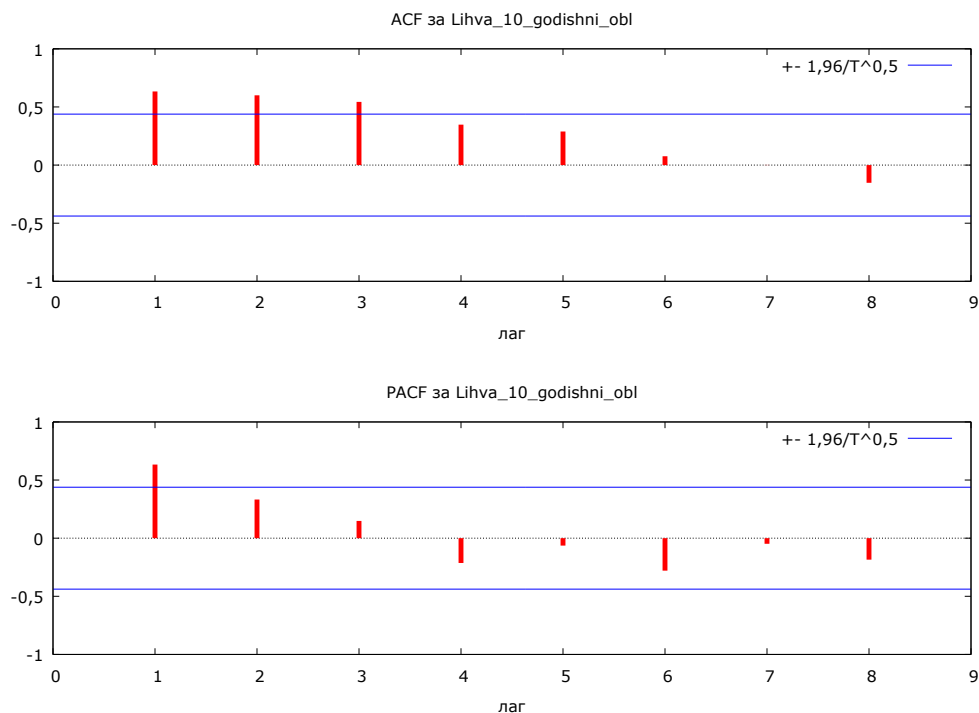 ACF за Lihva_10_godishni_obl
+- 1,96/T^0,5
1
0,5
0
-0,5
-1
0 1 2 3 4 5 6 7 8 9
лаг
PACF за Lihva_10_godishni_obl
+- 1,96/T^0,5
1
0,5
0
-0,5
-1
0 1 2 3 4 5 6 7 8 9
лаг